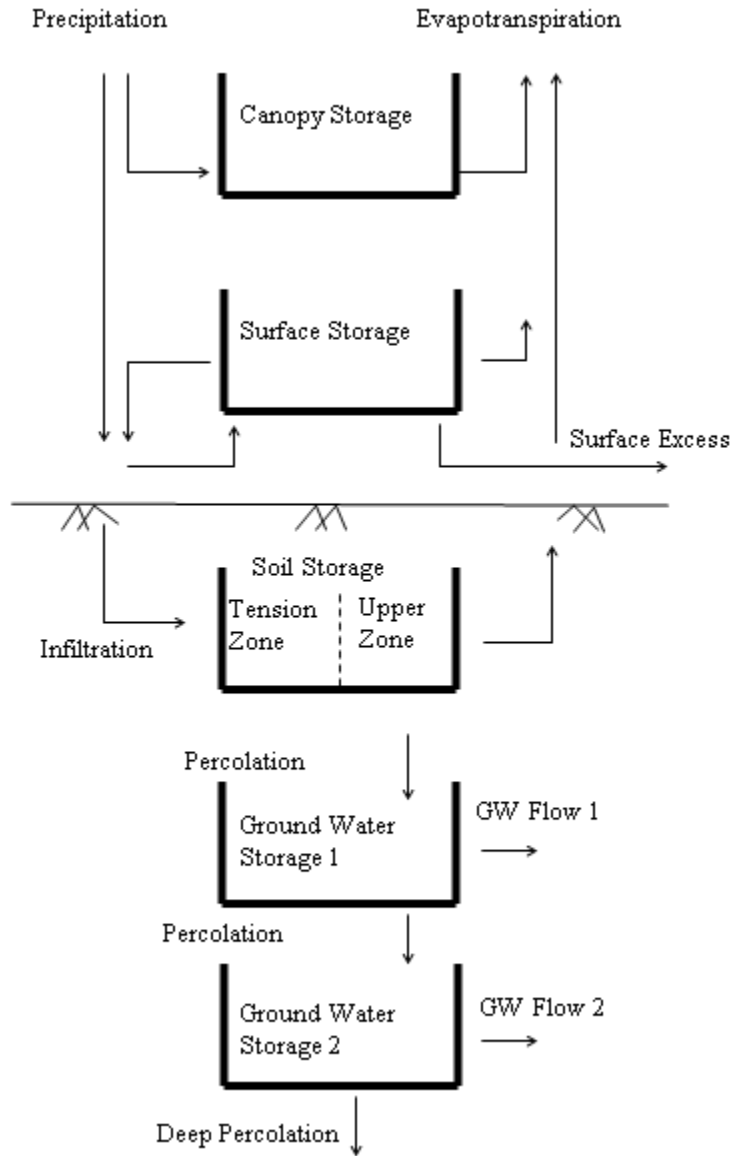 Precipitation
Evapotranspiration
Canopy Storage
Surface Storage
Surface Excess
Soil Storage
Tension
Zone
Upper
Zone
Infiltration
Percolation
Ground Water
Storage 1
GW Flow 1
Percolation
Ground Water
Storage 2
GW Flow 2
Deep Percolation